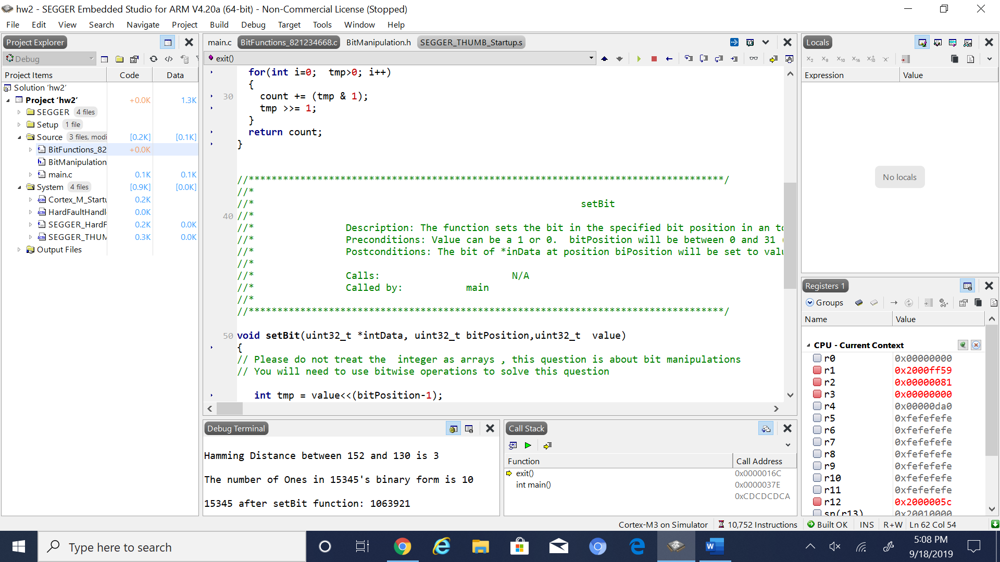 hw2 - SEGGER Embedded Studio for ARM V4.20a (64-bit) - Non-Commercial License (Stopped)
File Edit View Search Navigate Project Build Debug Target Tools Window Help
Project Explorer
Debug
Project Items Code Data
Solution ‘hw2’
Project ‘hw2’ +0.0K 1.3K
SEGGER 4 files
Setup 1 file
Source 3 files, modi [0.2K] [0.1K]
BitFunctions_82 +0.0K
BitManipulation
main.c 0.1K 0.1K
System 4 files [0.9K] [0.0K]
Cortex_M_Startu 0.2K
HardFaultHandl 0.0K
SEGGER_HardF 0.2K 0.0K
SEGGER_THUM 0.3K 0.0K
Output Files
main.c BitFunctions_821234668.c BitManipulation.h SEGGER_THUMB_Startup.s
exit()
for(int i=0;  tmp>0; i++)
{
30 count += (tmp & 1);
tmp >>= 1;
}
return count;
}
//***********************************************************************************/
//*
//* setBit
40 //*
//* Description: The function sets the bit in the specified bit position in an to
//* Preconditions: Value can be a 1 or 0.  bitPosition will be between 0 and 31 (
//* Postconditions: The bit of *inData at position biPosition will be set to valu
//*
//* Calls: N/A
//* Called by: main
//*
//***********************************************************************************/
50 void setBit(uint32_t *intData, uint32_t bitPosition,uint32_t  value)
{
// Please do not treat the  integer as arrays , this question is about bit manipulations
// You will need to use bitwise operations to solve this question
int tmp = value<<(bitPosition-1);
Debug Terminal
Hamming Distance between 152 and 130 is 3
The number of Ones in 15345's binary form is 10
15345 after setBit function: 1063921
Call Stack
Function Call Address
exit() 0x0000016C
int main() 0x0000037E
0xCDCDCDCA
Locals
Expression Value
No locals
Registers 1
Groups
Name Value
CPU - Current Context
r0 0x00000000
r1 0x2000ff59
r2 0x00000081
r3 0x00000000
r4 0x00000da0
r5 0xfefefefe
r6 0xfefefefe
r7 0xfefefefe
r8 0xfefefefe
r9 0xfefefefe
r10 0xfefefefe
r11 0xfefefefe
r12 0x2000005c
sp(r13) 0x20010000
Cortex-M3 on Simulator 10,752 Instructions Built OK INS R+W Ln 62 Col 54
Type here to search
5:08 PM
9/18/2019